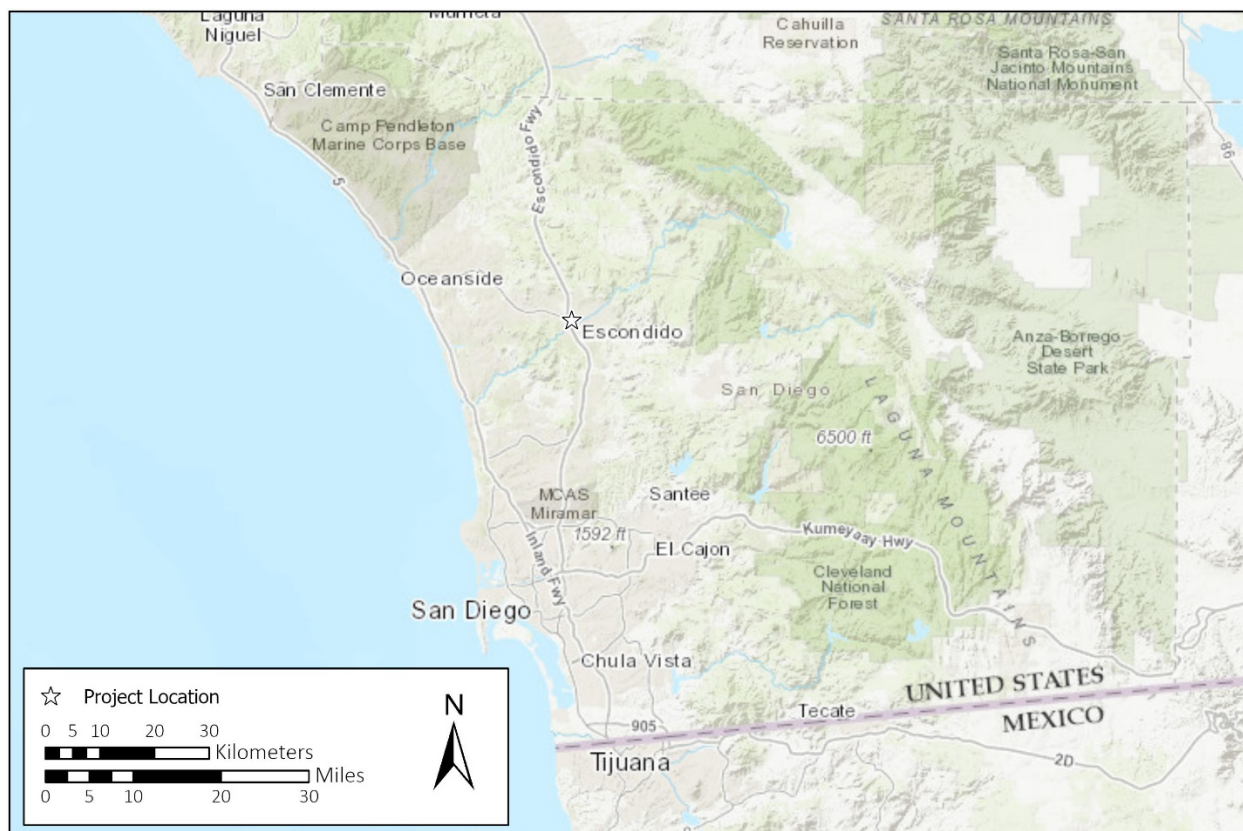 Laguna
Niguel
Murrieta
Cahuilla
Reservation
SANTA ROSA MOUNTAINS
Santa Rosa-San
Jacinto Mountains
National Monument
San Clemente
Camp Pendleton
Marine Corps Base
Escondido Fwy
86
5
Oceanside
Escondido
Anza-Borrego
Desert
State Park
San Diego
LAGUNA MOUNTAINS
6500 ft
MCAS
Miramar
Santee
1592 ft
Kumeyaay Hwy
El Cajon
Inland Fwy
Cleveland
National
Forest
San Diego
Chula Vista
UNITED STATES
MEXICO
Tecate
905
Tijuana
2D
Project Location
N
0 5 10 20 30
Kilometers
Miles
0 5 10 20 30